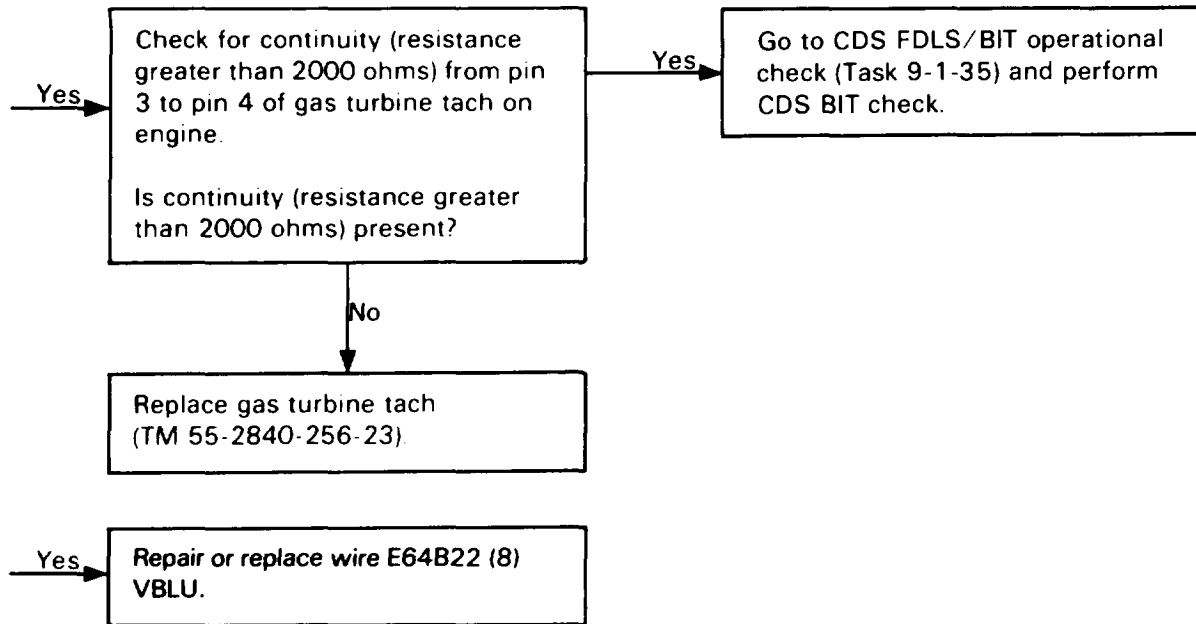 Yes
Check for continuity (resistance
greater than 2000 ohms) from pin
3 to pin 4 of gas turbine tach on
engine.
Is continuity (resistance greater
than 2000 ohms) present?
Yes
Go to CDS FDLS/BIT operational
check (Task 9-1-35) and perform
CDS BIT check.
No
Replace gas turbine tach
(TM 55-2840-256-23)
Yes
Repair or replace wire E64B22 (8)
VBLU.